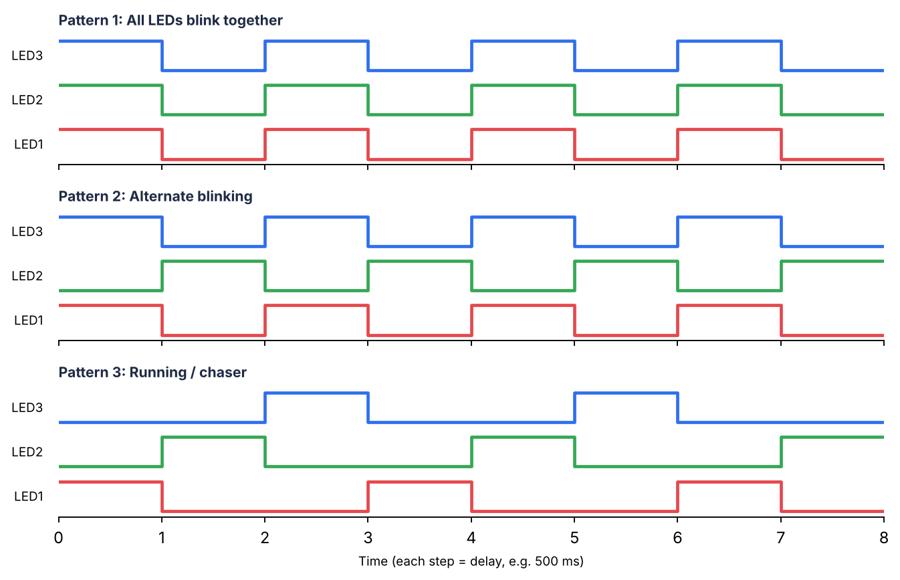 Pattern 1: All LEDs blink together
LED3
LED2
LED1
Pattern 2: Alternate blinking
LED3
LED2
LED1
Pattern 3: Running / chaser
LED3
LED2
LED1
0 1 2 3 4 5 6 7 8
Time (each step = delay, e.g. 500 ms)